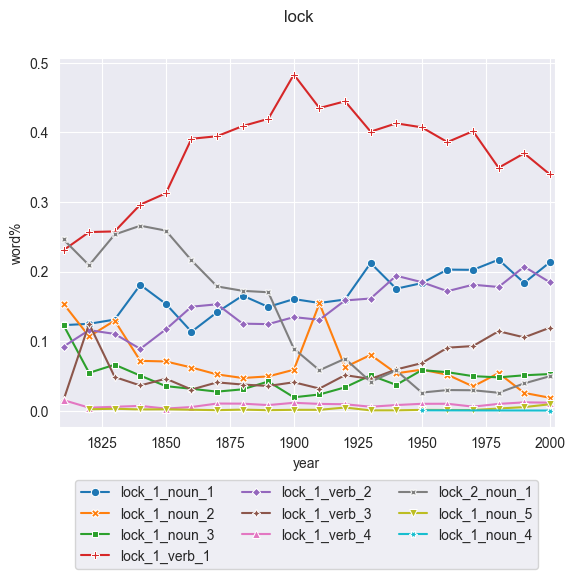 lock
0.5
0.4
0.3
0.2
0.1
0.0
word%
1825 1850 1875 1900 1925 1950 1975 2000
year
lock_1_noun_1 lock_1_verb_2 lock_2_noun_1
lock_1_noun_2 lock_1_verb_3 lock_1_noun_5
lock_1_noun_3 lock_1_verb_4 lock_1_noun_4
lock_1_verb_1